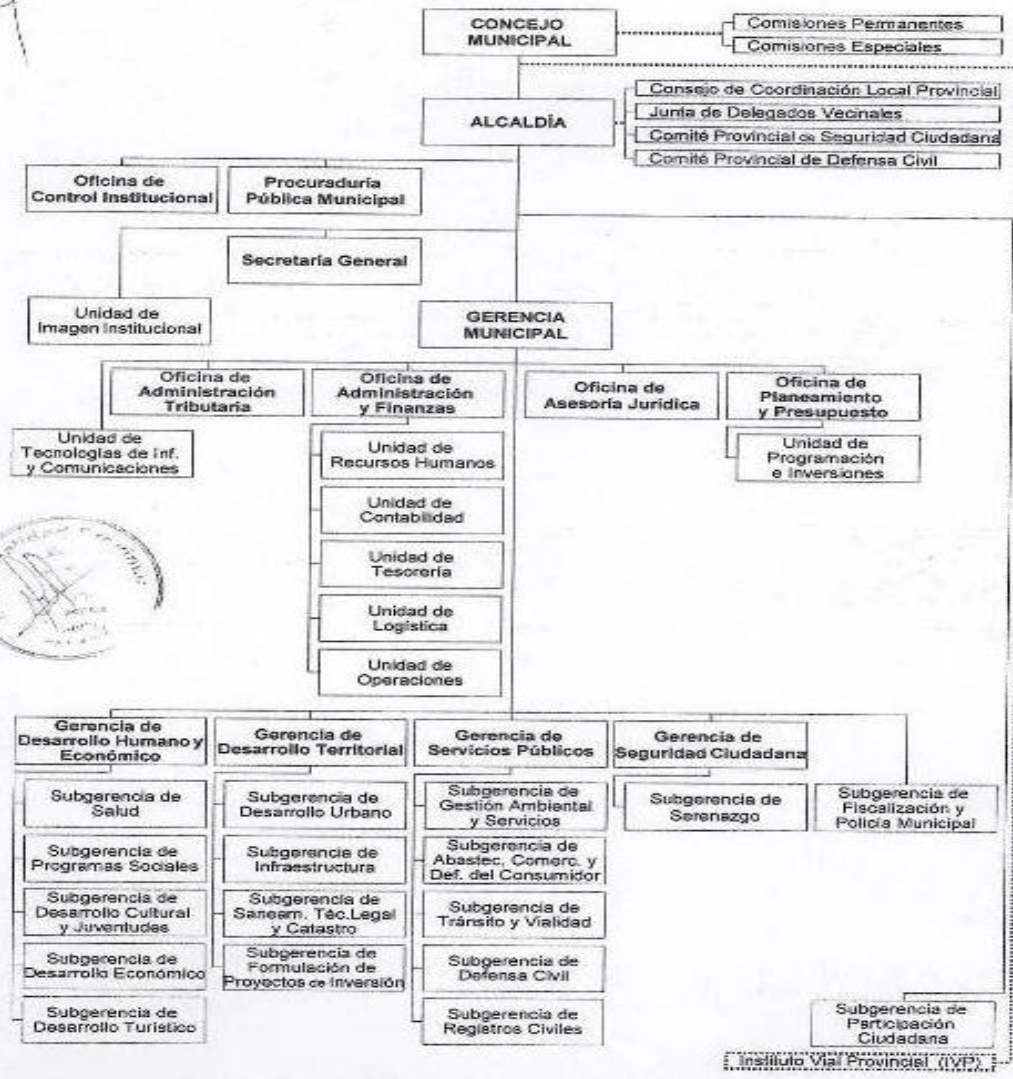 CONCEJO
MUNICIPAL
Comisiones Permanentes
Comisiones Especiales
ALCALDÍA
Consejo de Coordinación Local Provincial
Junta de Delegados Vecinales
Comité Provincial de Seguridad Ciudadana
Comité Provincial de Defensa Civil
Oficina de
Control Institucional
Procuraduría
Pública Municipal
Secretaría General
Unidad de
Imagen Institucional
GERENCIA
MUNICIPAL
Oficina de
Administración
Tributaria
Oficina de
Administración
y Finanzas
Oficina de
Asesoría Jurídica
Oficina de
Planeamiento
y Presupuesto
Unidad de
Tecnologías de Inf.
y Comunicaciones
Unidad de
Recursos Humanos
Unidad de
Programación
e Inversiones
Unidad de
Contabilidad
Unidad de
Tesorería
Unidad de
Logística
Unidad de
Operaciones
Gerencia de
Desarrollo Humano y
Económico
Gerencia de
Desarrollo Territorial
Gerencia de
Servicios Públicos
Gerencia de
Seguridad Ciudadana
Subgerencia de
Salud
Subgerencia de
Desarrollo Urbano
Subgerencia de
Gestión Ambiental
y Servicios
Subgerencia de
Serenazgo
Subgerencia de
Fiscalización y
Policía Municipal
Subgerencia de
Programas Sociales
Subgerencia de
Infraestructura
Subgerencia de
Abastec. Comerc. y
Def. del Consumidor
Subgerencia de
Desarrollo Cultural
y Juventudes
Subgerencia de
Saneam. Téc.Legal
y Catastro
Subgerencia de
Tránsito y Vialidad
Subgerencia de
Desarrollo Económico
Subgerencia de
Formulación de
Proyectos de Inversión
Subgerencia de
Defensa Civil
Subgerencia de
Desarrollo Turístico
Subgerencia de
Registros Civiles
Subgerencia de
Participación
Ciudadana
Instituto Vial Provincial (IVP)